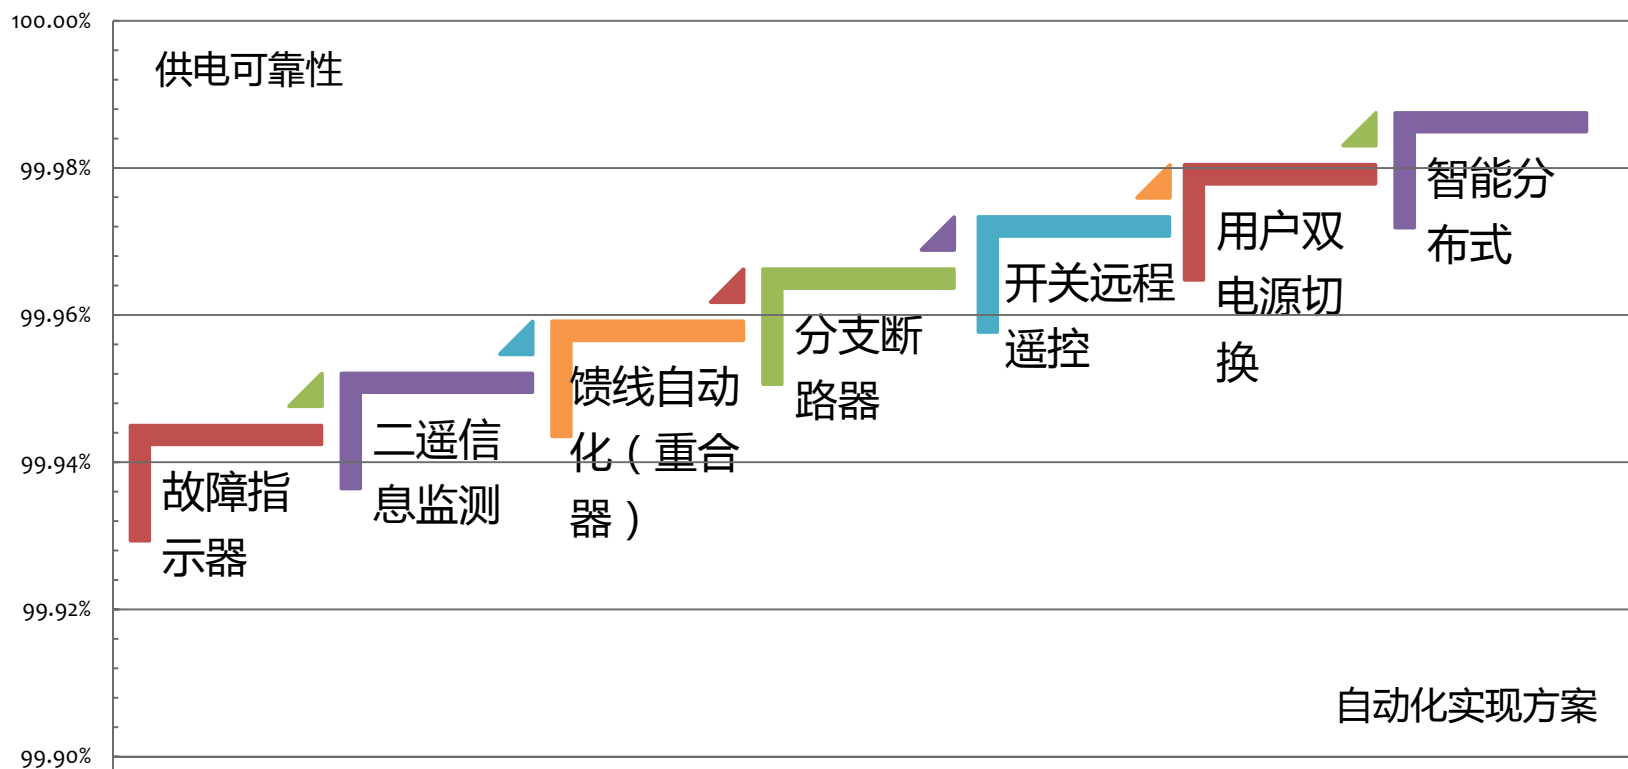 100.00%
供电可靠性
99.98%
99.96%
99.94%
99.92%
99.90%
故障指
示器
二遥信
息监测
馈线自动
化（重合
器）
分支断
路器
开关远程
遥控
用户双
电源切
换
智能分
布式
自动化实现方案